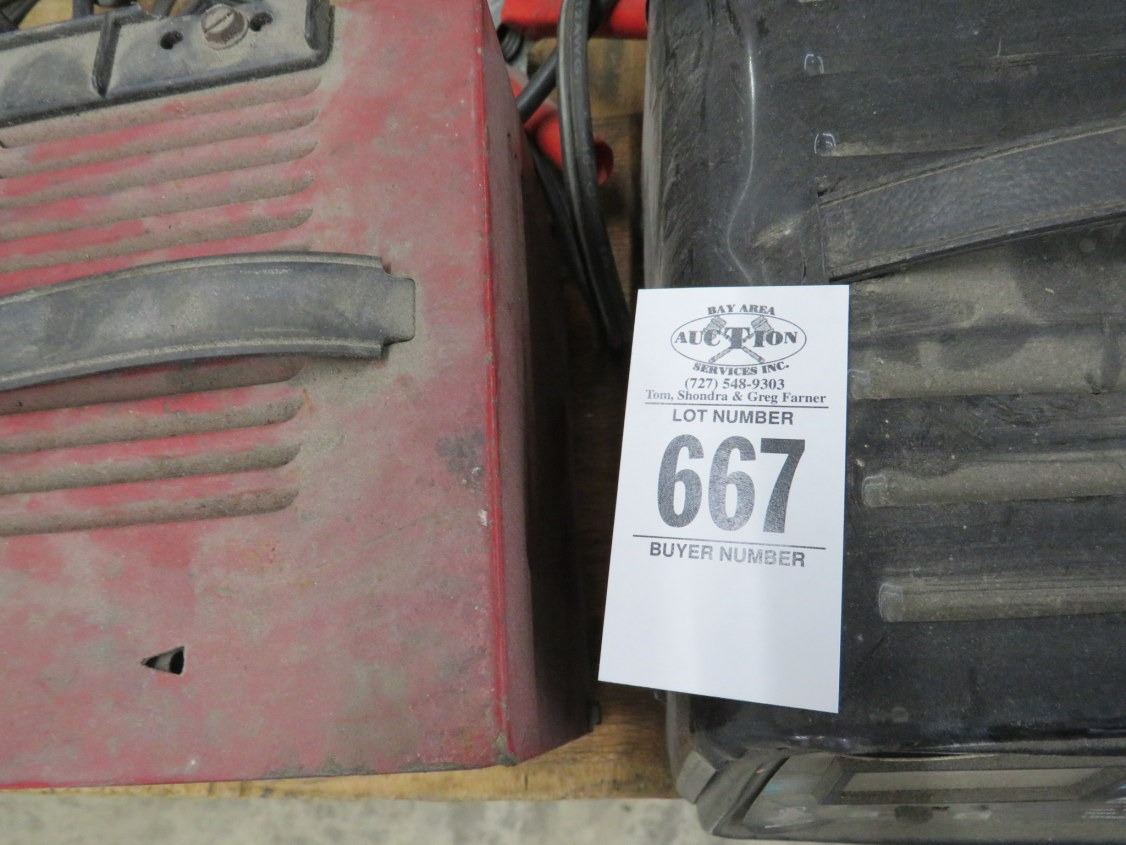 BAY AREA
AUCTION
SERVICES INC.
(727) 548-9303
Tom, Shondra & Greg Farner
LOT NUMBER
667
BUYER NUMBER